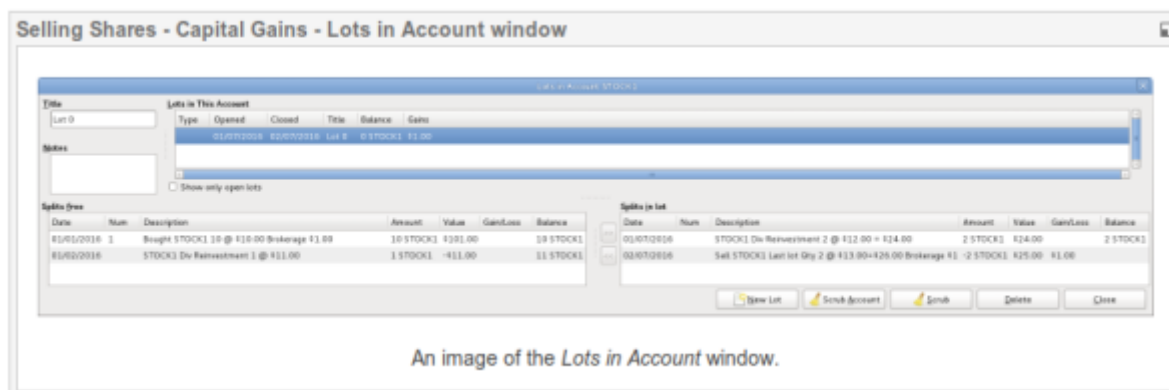 Selling Shares - Capital Gains - Lots in Account window
Lots in Account STOCK1
Title
Lots in This Account
Lot 0
Type Opened Closed Title Balance Gains
01/07/2016 02/07/2016 Lot 0 0 STOCK1 $1.00
Notes
Show only open lots
Splits free
Splits in lot
Date Num Description Amount Value Gain/Loss Balance
Date Num Description Amount Value Gain/Loss Balance
01/01/2016 1 Bought STOCK1 10 @ $10.00 Brokerage $1.00 10 STOCK1 $101.00 10 STOCK1
>>
01/07/2016 STOCK1 Div Reinvestment 2 @ $12.00 = $24.00 2 STOCK1 $24.00 2 STOCK1
01/02/2016 STOCK1 Div Reinvestment 1 @ $11.00 1 STOCK1 -$11.00 11 STOCK1
<<
02/07/2016 Sell STOCK1 Last lot Qty 2 @ $13.00=$26.00 Brokerage $1 -2 STOCK1 $25.00 $1.00
New Lot Scrub Account Scrub Delete Close
An image of the Lots in Account window.